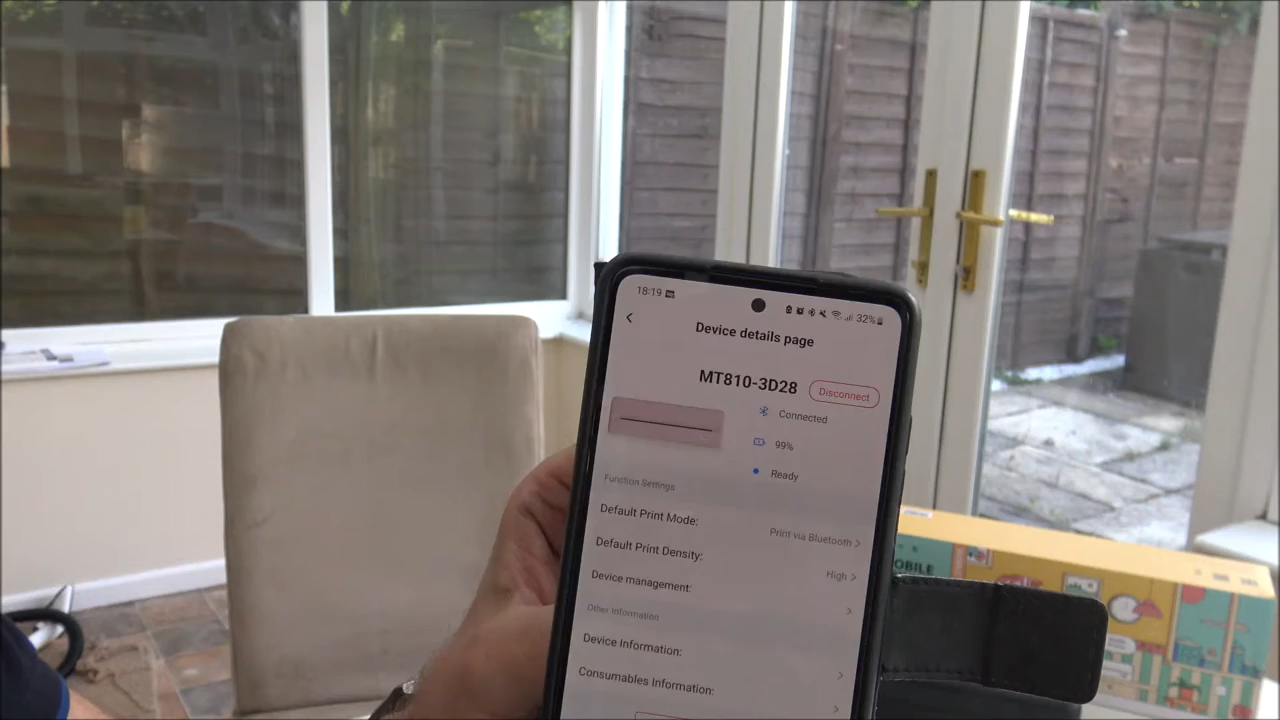 18:19
32%
Device details page
MT810-3D28
Disconnect
Connected
99%
Ready
Function Settings
Default Print Mode:
Print via Bluetooth >
Default Print Density:
High >
Device management:
Other Information
Device Information:
Consumables Information:
OBILE